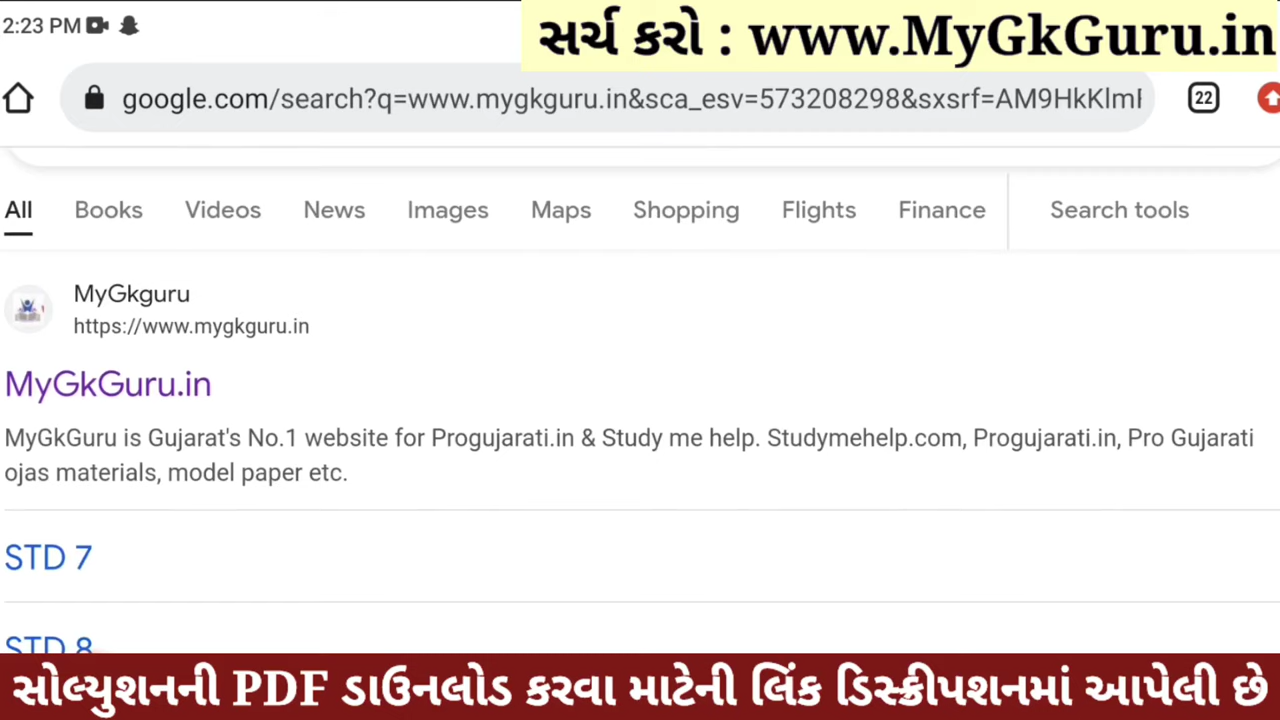 2:23 PM
સર્ચ કરો : www.MyGkGuru.in
google.com/search?q=www.mygkguru.in&sca_esv=573208298&sxsrf=AM9HkKlm
22
All Books Videos News Images Maps Shopping Flights Finance Search tools
MyGkguru
https://www.mygkguru.in
MyGkGuru.in
MyGkGuru is Gujarat's No.1 website for Progujarati.in & Study me help. Studymehelp.com, Progujarati.in, Pro Gujarati
ojas materials, model paper etc.
STD 7
STD 8
સોલ્યુશનની PDF ડાઉનલોડ કરવા માટેની લિંક ડિસ્ક્રીપશનમાં આપેલી છે